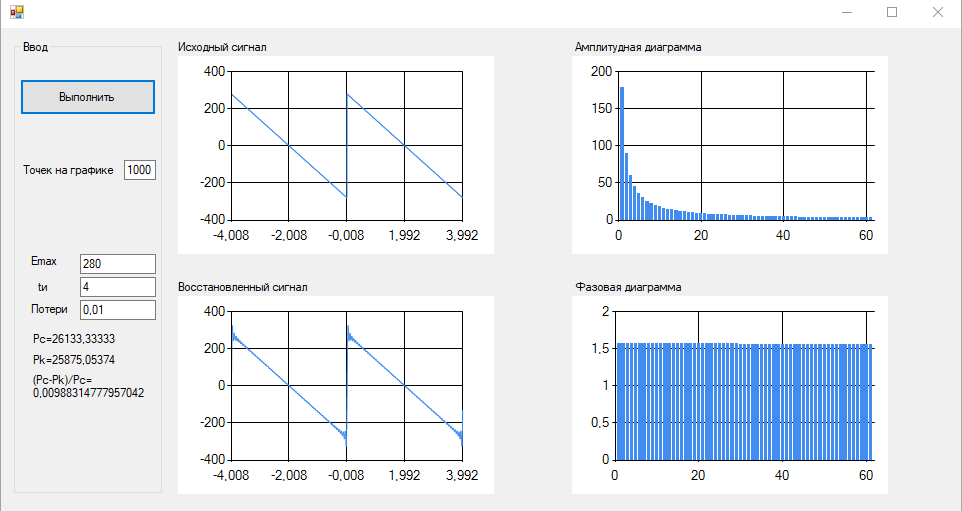 Ввод
Выполнить
Точек на графике 1000
Emax 280
tи 4
Потери 0,01
Pc=26133,33333
Pk=25875,05374
(Pc-Pk)/Pc=
0,00988314777957042
Исходный сигнал
400
200
0
-200
-400
-4,008 -2,008 -0,008 1,992 3,992
Амплитудная диаграмма
200
150
100
50
0
0 20 40 60
Восстановленный сигнал
400
200
0
-200
-400
-4,008 -2,008 -0,008 1,992 3,992
Фазовая диаграмма
2
1.5
1
0.5
0
0 20 40 60